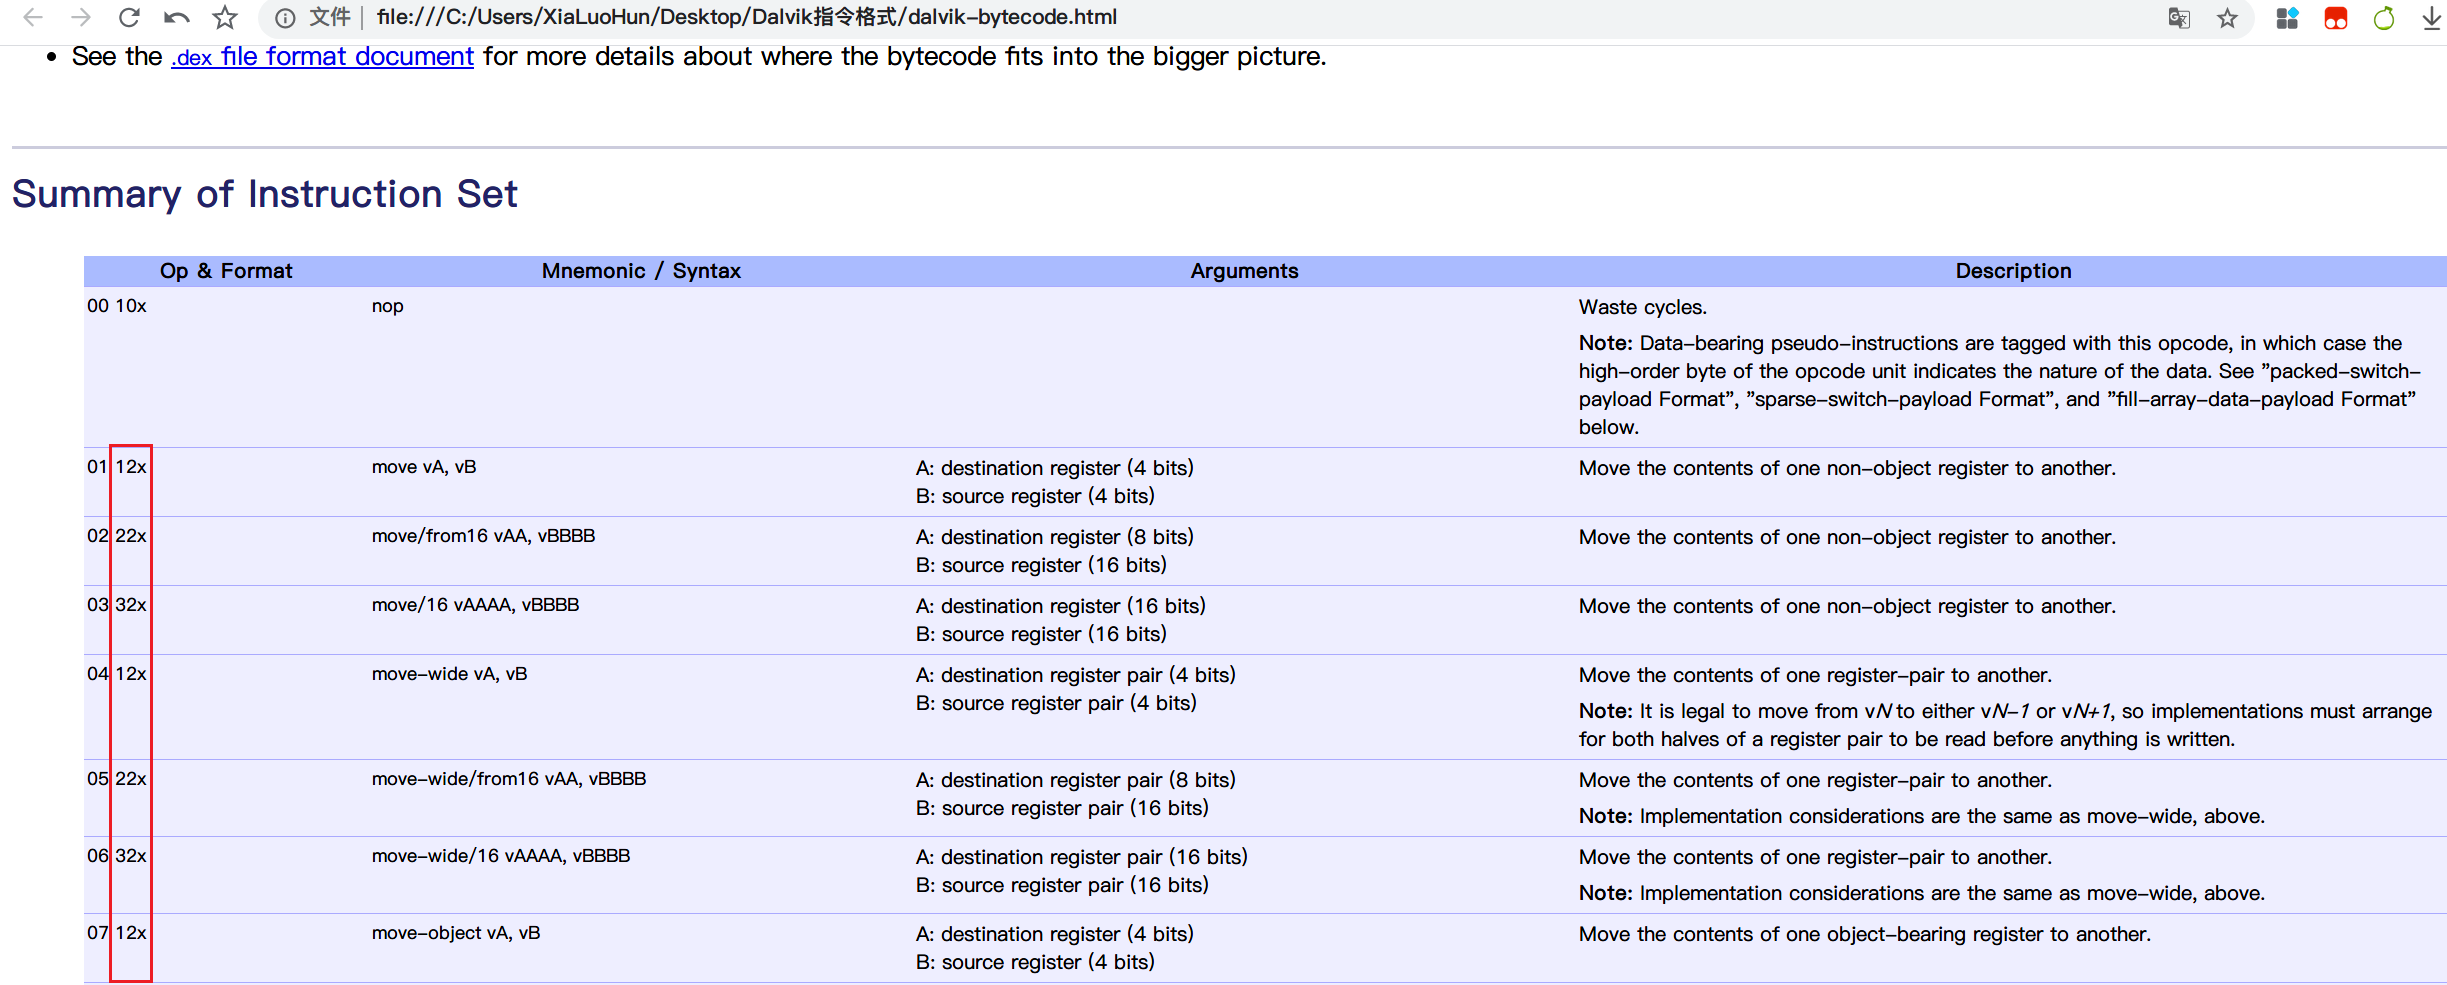 文件 | file:///C:/Users/XiaLuoHun/Desktop/Dalvik指令格式/dalvik-bytecode.html
• See the .dex file format document for more details about where the bytecode fits into the bigger picture.
Summary of Instruction Set
Op & Format Mnemonic / Syntax Arguments Description
00 10x nop Waste cycles.
Note: Data-bearing pseudo-instructions are tagged with this opcode, in which case the
high-order byte of the opcode unit indicates the nature of the data. See "packed-switch-
payload Format", "sparse-switch-payload Format", and "fill-array-data-payload Format"
below.
01 12x move vA, vB A: destination register (4 bits) Move the contents of one non-object register to another.
B: source register (4 bits)
02 22x move/from16 vAA, vBBBB A: destination register (8 bits) Move the contents of one non-object register to another.
B: source register (16 bits)
03 32x move/16 vAAAA, vBBBB A: destination register (16 bits) Move the contents of one non-object register to another.
B: source register (16 bits)
04 12x move-wide vA, vB A: destination register pair (4 bits) Move the contents of one register-pair to another.
B: source register pair (4 bits)
Note: It is legal to move from vN to either vN-1 or vN+1, so implementations must arrange
for both halves of a register pair to be read before anything is written.
05 22x move-wide/from16 vAA, vBBBB A: destination register pair (8 bits) Move the contents of one register-pair to another.
B: source register pair (16 bits)
Note: Implementation considerations are the same as move-wide, above.
06 32x move-wide/16 vAAAA, vBBBB A: destination register pair (16 bits) Move the contents of one register-pair to another.
B: source register pair (16 bits)
Note: Implementation considerations are the same as move-wide, above.
07 12x move-object vA, vB A: destination register (4 bits) Move the contents of one object-bearing register to another.
B: source register (4 bits)